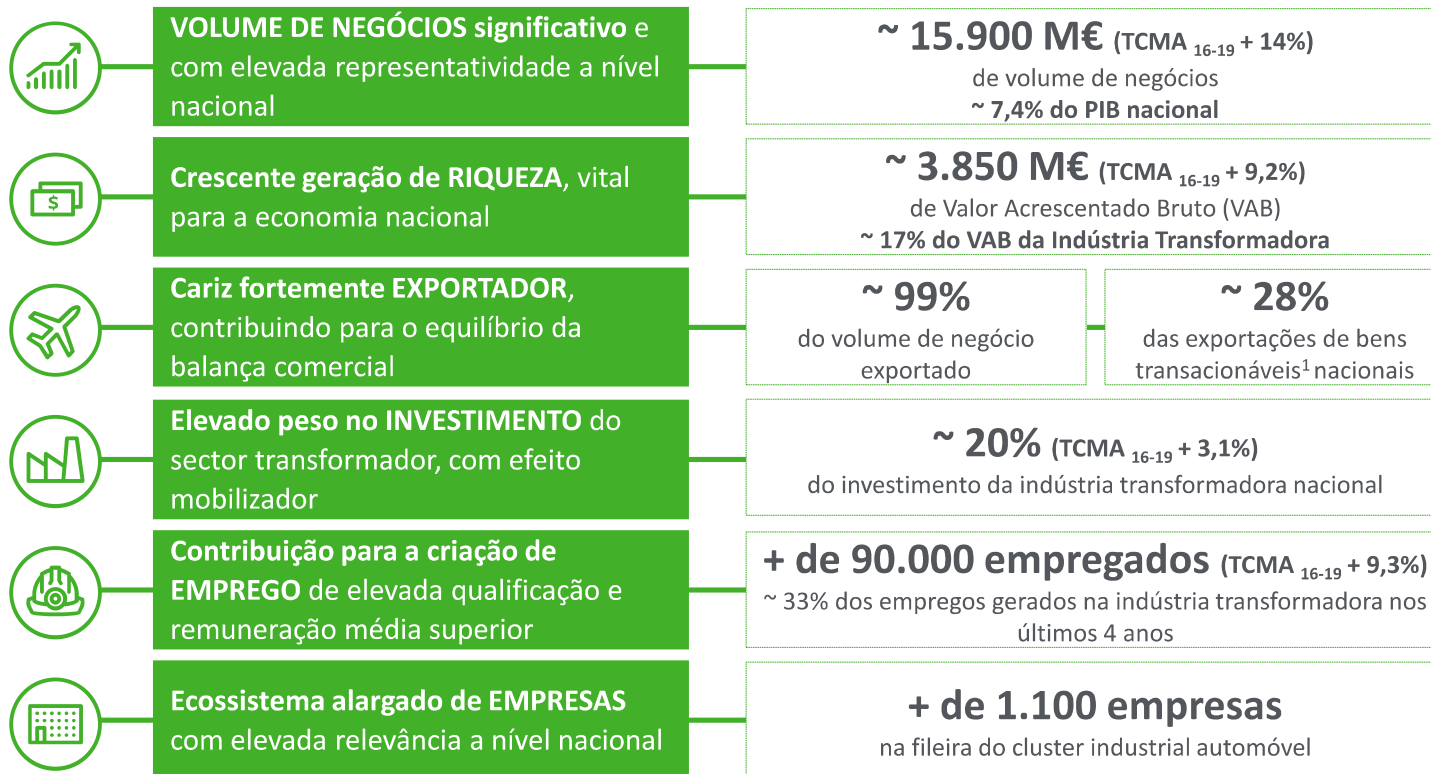 VOLUME DE NEGÓCIOS significativo e
com elevada representatividade a nível
nacional
~ 15.900 M€ (TCMA 16-19 + 14%)
de volume de negócios
~ 7,4% do PIB nacional
$
Crescente geração de RIQUEZA, vital
para a economia nacional
~ 3.850 M€ (TCMA 16-19 + 9,2%)
de Valor Acrescentado Bruto (VAB)
~ 17% do VAB da Indústria Transformadora
Cariz fortemente EXPORTADOR,
contribuindo para o equilíbrio da
balança comercial
~ 99%
do volume de negócio
exportado
~ 28%
das exportações de bens
transacionáveis¹ nacionais
Elevado peso no INVESTIMENTO do
sector transformador, com efeito
mobilizador
~ 20% (TCMA 16-19 + 3,1%)
do investimento da indústria transformadora nacional
Contribuição para a criação de
EMPREGO de elevada qualificação e
remuneração média superior
+ de 90.000 empregados (TCMA 16-19 + 9,3%)
~ 33% dos empregos gerados na indústria transformadora nos
últimos 4 anos
Ecossistema alargado de EMPRESAS
com elevada relevância a nível nacional
+ de 1.100 empresas
na fileira do cluster industrial automóvel